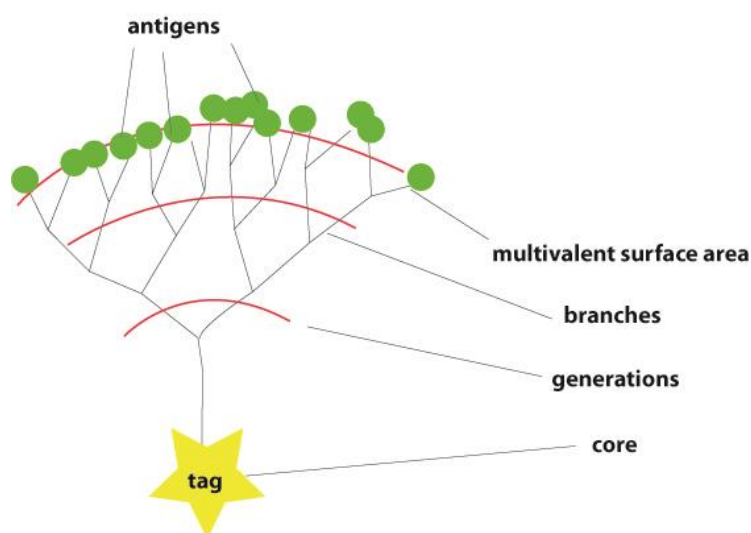 antigens
multivalent surface area
branches
generations
core
tag